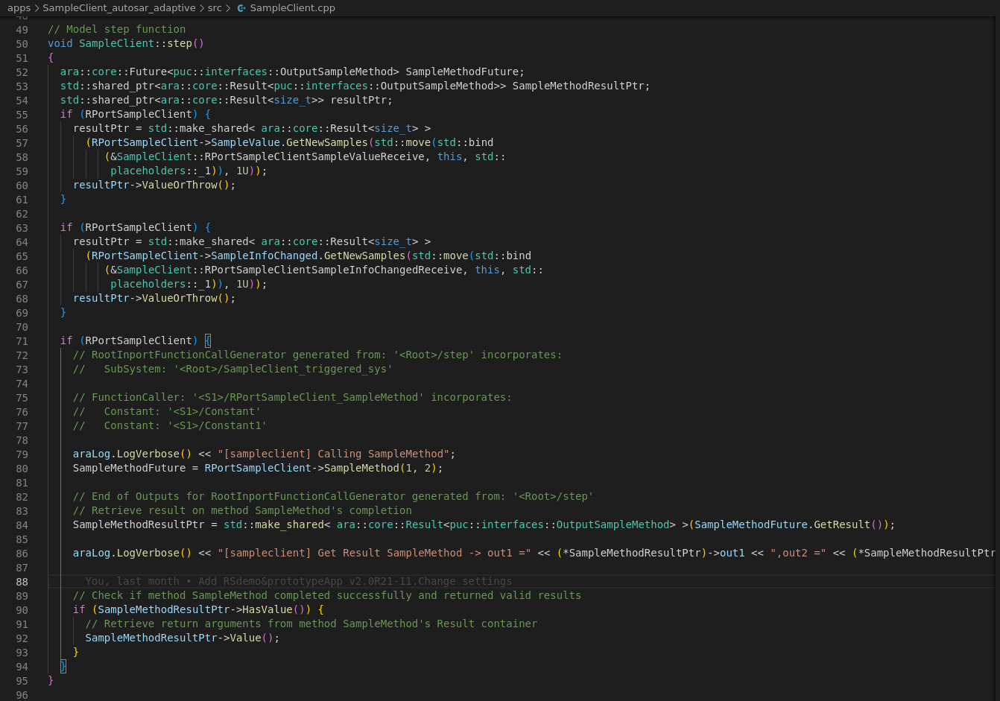 apps > SampleClient_autosar_adaptive > src > SampleClient.cpp
48
49 // Model step function
50 void SampleClient::step()
51 {
52   ara::core::Future<puc::interfaces::OutputSampleMethod> SampleMethodFuture;
53   std::shared_ptr<ara::core::Result<puc::interfaces::OutputSampleMethod>> SampleMethodResultPtr;
54   std::shared_ptr<ara::core::Result<size_t>> resultPtr;
55   if (RPortSampleClient) {
56     resultPtr = std::make_shared< ara::core::Result<size_t> >
57       (RPortSampleClient->SampleValue.GetNewSamples(std::move(std::bind
58          (&SampleClient::RPortSampleClientSampleValueReceive, this, std::
59           placeholders::_1)), 1U));
60     resultPtr->ValueOrThrow();
61   }
62
63   if (RPortSampleClient) {
64     resultPtr = std::make_shared< ara::core::Result<size_t> >
65       (RPortSampleClient->SampleInfoChanged.GetNewSamples(std::move(std::bind
66          (&SampleClient::RPortSampleClientSampleInfoChangedReceive, this, std::
67           placeholders::_1)), 1U));
68     resultPtr->ValueOrThrow();
69   }
70
71   if (RPortSampleClient) {
72     // RootInportFunctionCallGenerator generated from: '<Root>/step' incorporates:
73     //   SubSystem: '<Root>/SampleClient_triggered_sys'
74
75     // FunctionCaller: '<S1>/RPortSampleClient_SampleMethod' incorporates:
76     //   Constant: '<S1>/Constant'
77     //   Constant: '<S1>/Constant1'
78
79     araLog.LogVerbose() << "[sampleclient] Calling SampleMethod";
80     SampleMethodFuture = RPortSampleClient->SampleMethod(1, 2);
81
82     // End of Outputs for RootInportFunctionCallGenerator generated from: '<Root>/step'
83     // Retrieve result on method SampleMethod's completion
84     SampleMethodResultPtr = std::make_shared< ara::core::Result<puc::interfaces::OutputSampleMethod> >(SampleMethodFuture.GetResult());
85
86     araLog.LogVerbose() << "[sampleclient] Get Result SampleMethod -> out1 =" << (*SampleMethodResultPtr)->out1 << ",out2 =" << (*SampleMethodResultPtr
87
88       You, last month • Add RSdemo&prototypeApp v2.0R21-11.Change settings
89     // Check if method SampleMethod completed successfully and returned valid results
90     if (SampleMethodResultPtr->HasValue()) {
91       // Retrieve return arguments from method SampleMethod's Result container
92       SampleMethodResultPtr->Value();
93     }
94   }
95 }
96